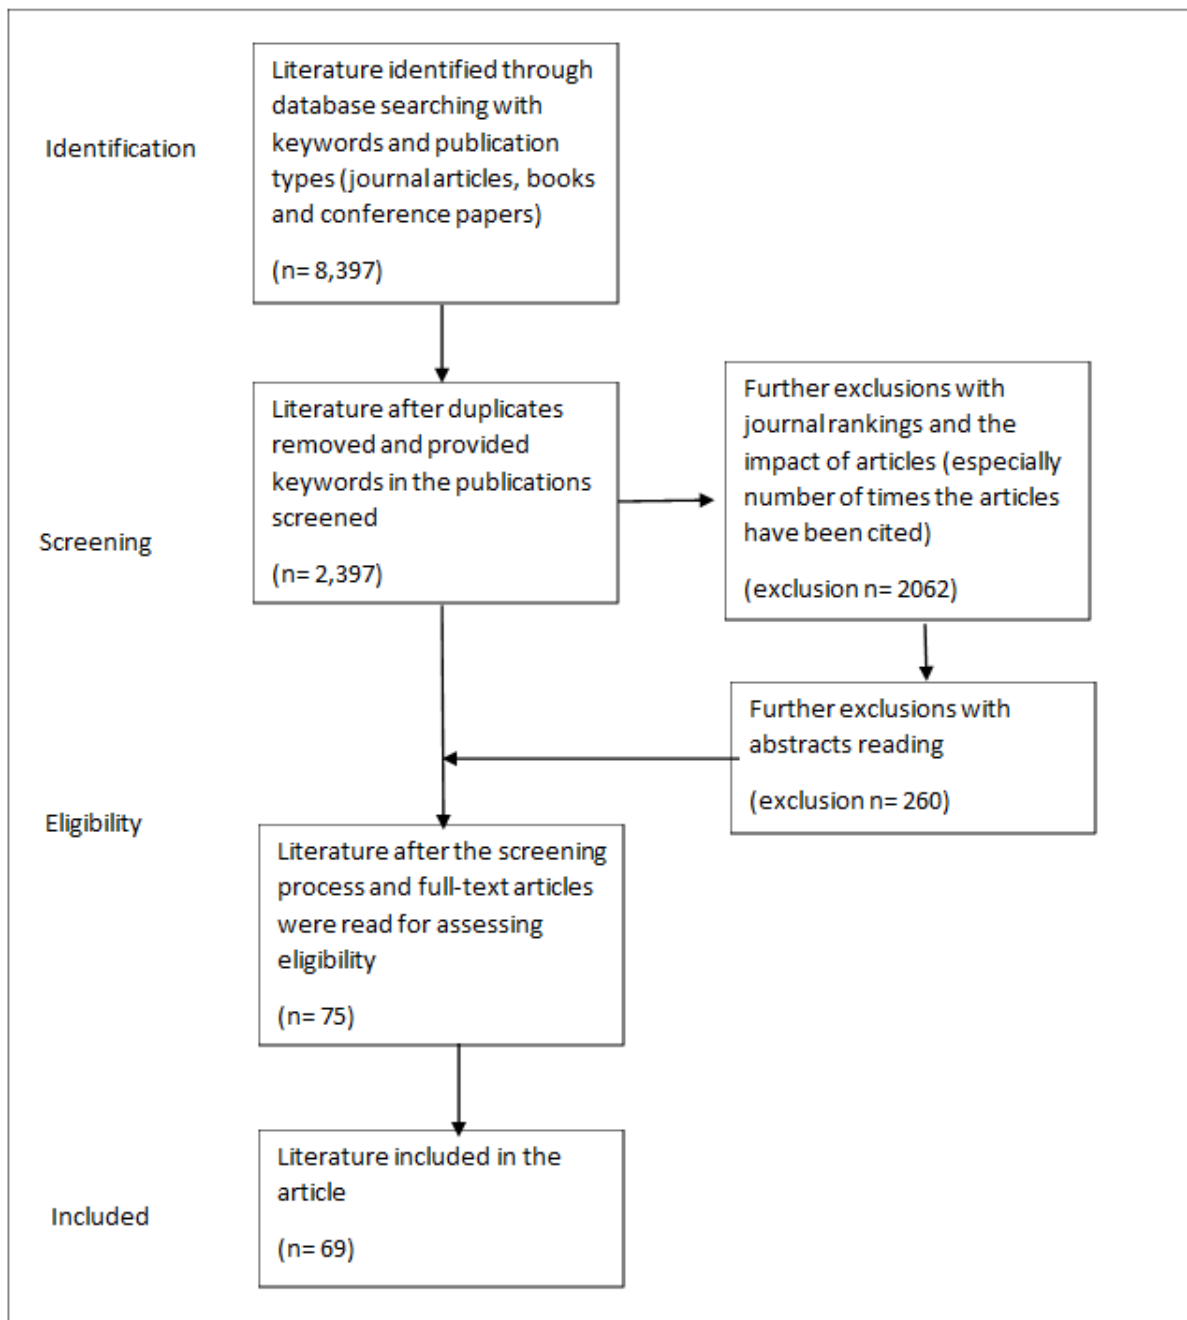 Identification
Literature identified through
database searching with
keywords and publication
types (journal articles, books
and conference papers)
(n= 8,397)
Screening
Literature after duplicates
removed and provided
keywords in the publications
screened
(n= 2,397)
Further exclusions with
journal rankings and the
impact of articles (especially
number of times the articles
have been cited)
(exclusion n= 2062)
Further exclusions with
abstracts reading
(exclusion n= 260)
Eligibility
Literature after the screening
process and full-text articles
were read for assessing
eligibility
(n= 75)
Included
Literature included in the
article
(n= 69)